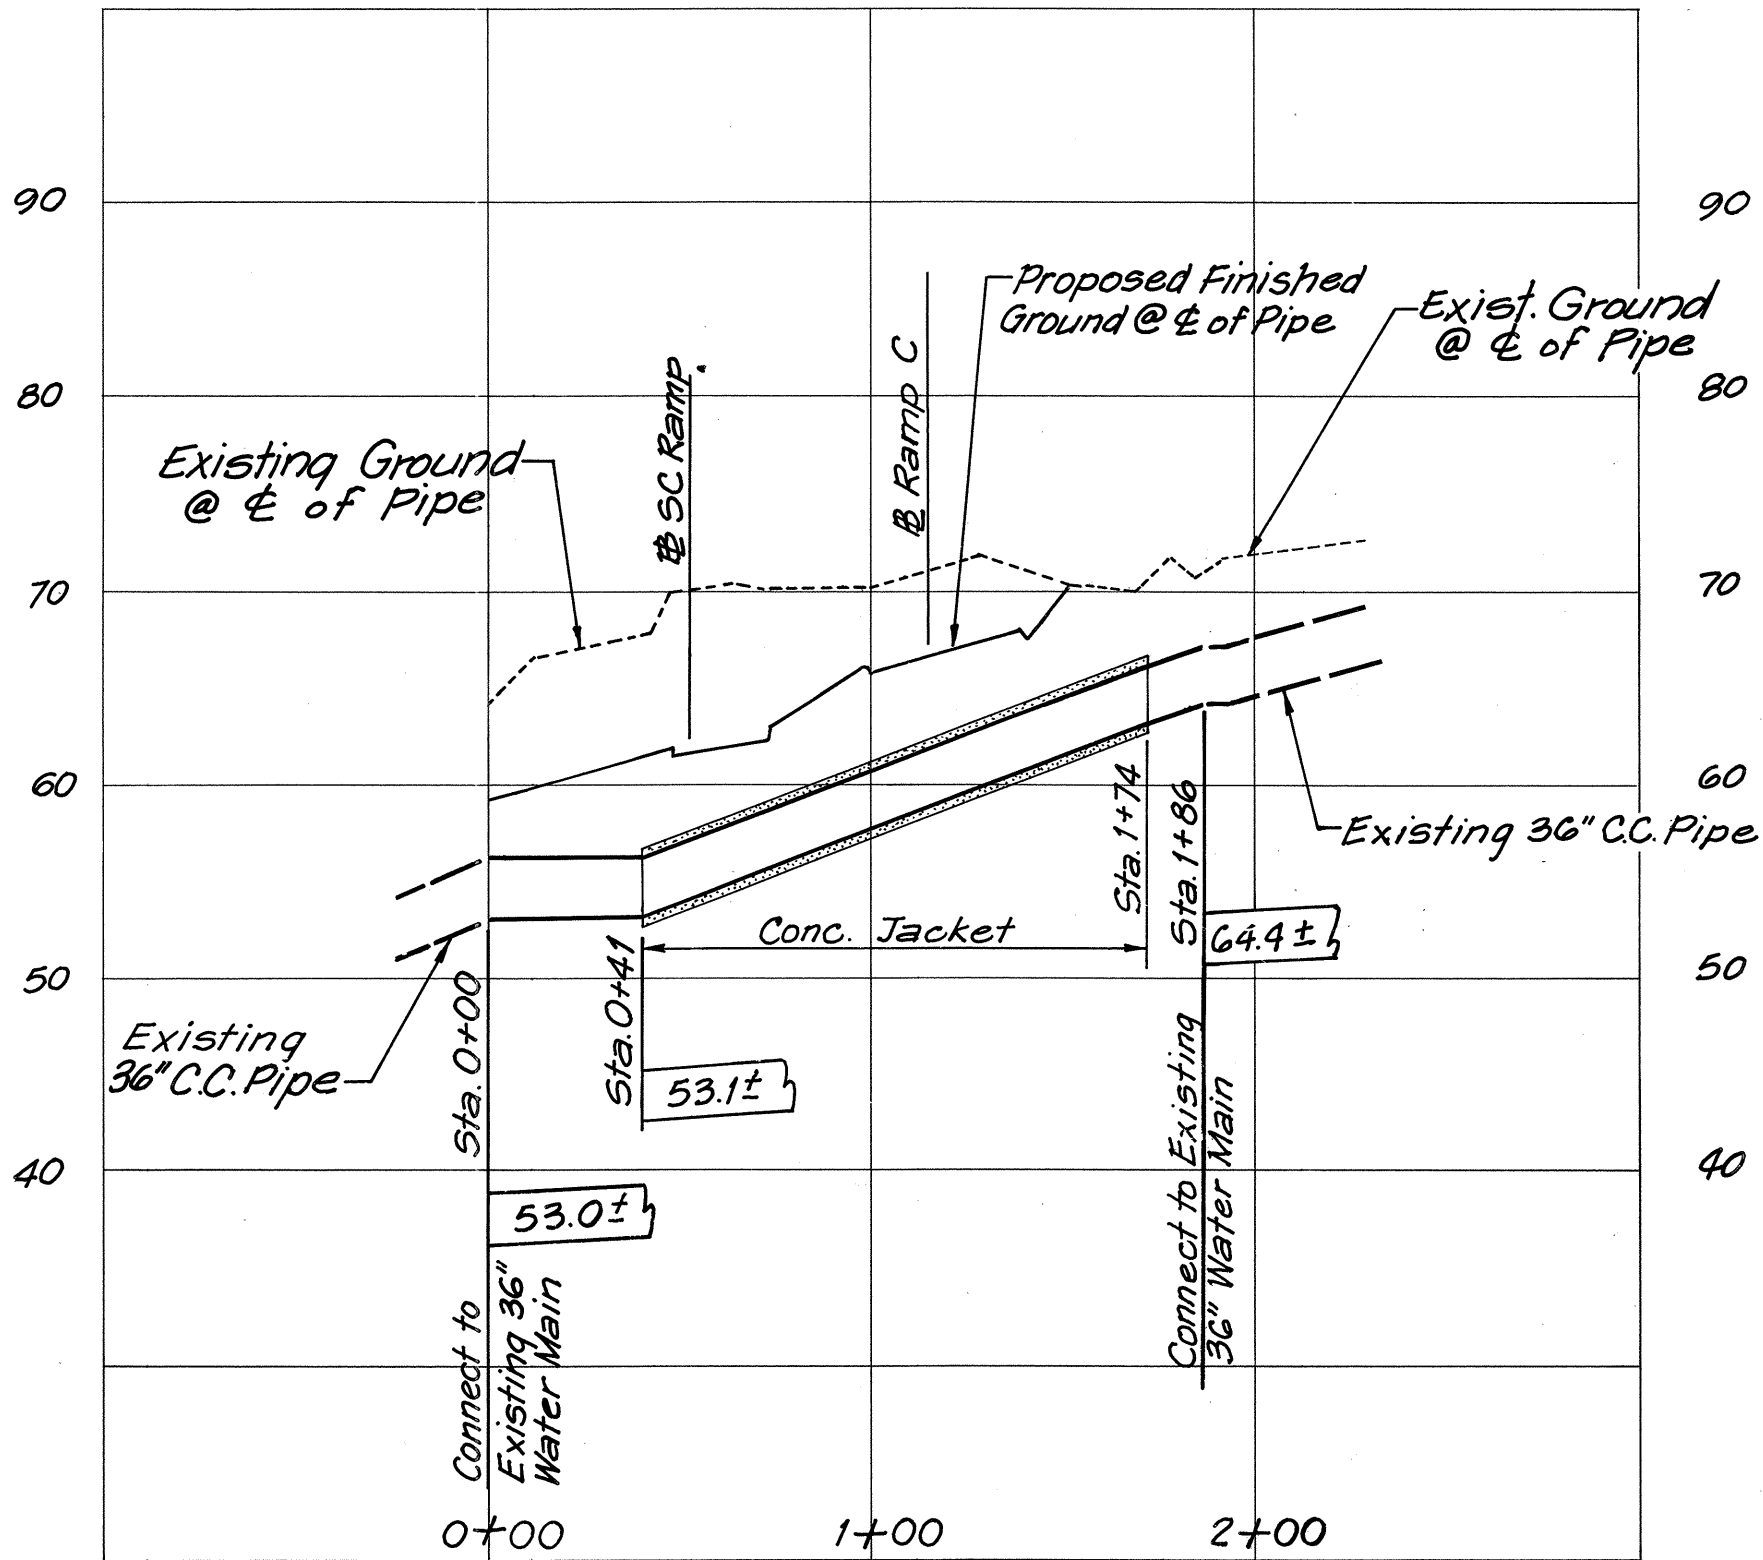 90
90
Proposed Finished
Ground @ ℄ of Pipe
Exist. Ground
@ ℄ of Pipe
80
80
Existing Ground
@ ℄ of Pipe
SC Ramp
Ramp C
70
70
60
60
Existing 36" C.C. Pipe
Sta. 1+74
Sta. 1+86
Conc. Jacket
64.4 ±
50
50
Sta. 0+00
Sta. 0+41
Existing
36" C.C. Pipe
53.1 ±
40
40
53.0 ±
Connect to
Existing 36"
Water Main
Connect to Existing
36" Water Main
0+00
1+00
2+00